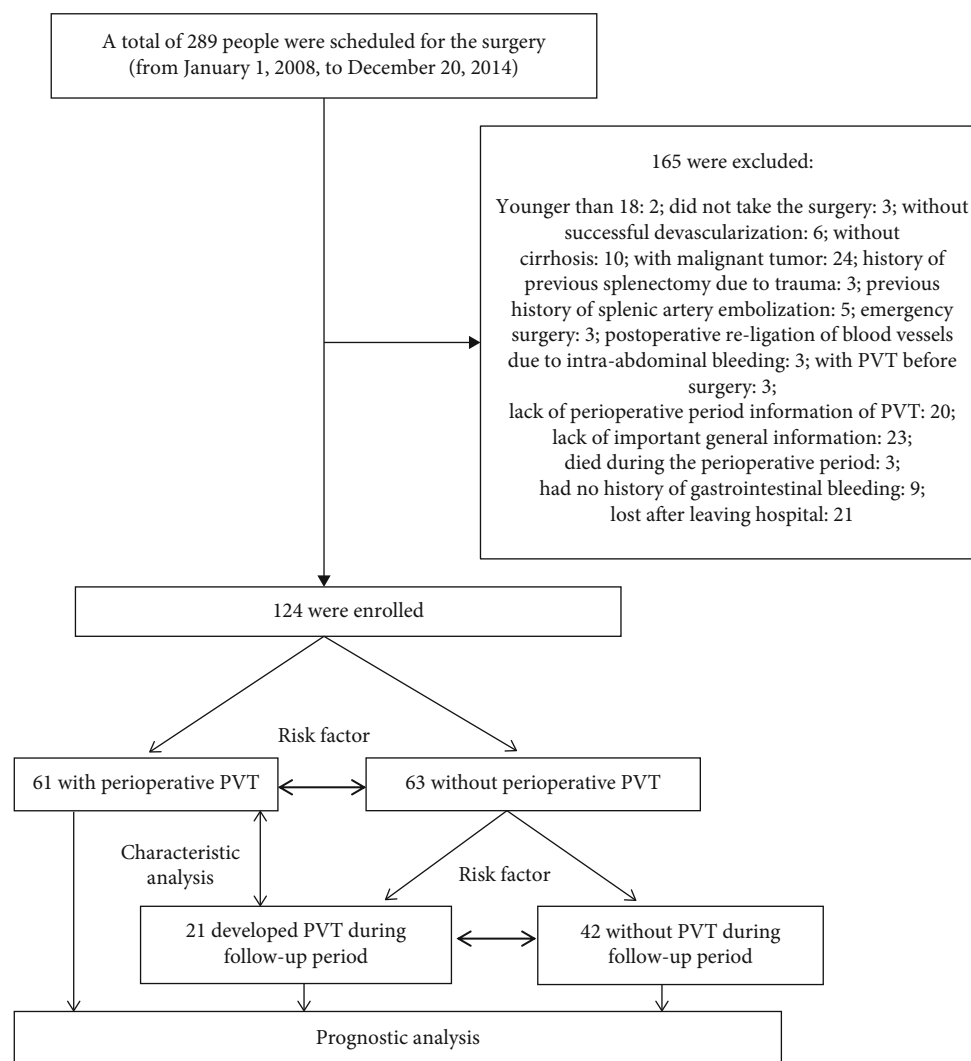 A total of 289 people were scheduled for the surgery
(from January 1, 2008, to December 20, 2014)
165 were excluded:
Younger than 18: 2; did not take the surgery: 3; without
successful devascularization: 6; without
cirrhosis: 10; with malignant tumor: 24; history of
previous splenectomy due to trauma: 3; previous
history of splenic artery embolization: 5; emergency
surgery: 3; postoperative re-ligation of blood vessels
due to intra-abdominal bleeding: 3; with PVT before
surgery: 3;
lack of perioperative period information of PVT: 20;
lack of important general information: 23;
died during the perioperative period: 3;
had no history of gastrointestinal bleeding: 9;
lost after leaving hospital: 21
124 were enrolled
Risk factor
61 with perioperative PVT
63 without perioperative PVT
Characteristic
analysis
Risk factor
21 developed PVT during
follow-up period
42 without PVT during
follow-up period
Prognostic analysis